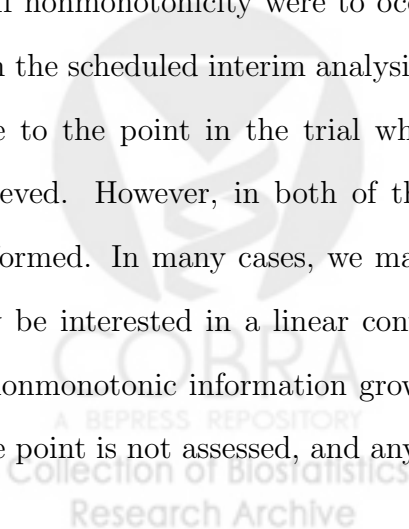 if nonmonotonicity were to occ
the scheduled interim analysi
to the point in the trial wh
eved. However, in both of th
formed. In many cases, we ma
be interested in a linear con
nonmonotonic information grow
COBRA
A BEPRESS REPOSITORY
point is not assessed, and any
Collection of Biostatistics
Research Archive